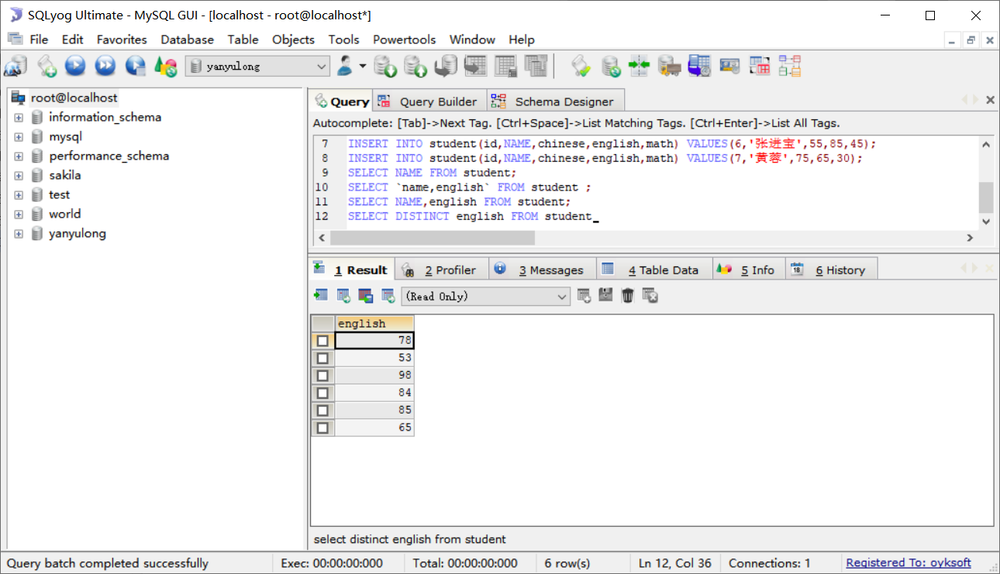 SQLyog Ultimate - MySQL GUI - [localhost - root@localhost*]
File Edit Favorites Database Table Objects Tools Powertools Window Help
yanyulong
root@localhost
information_schema
mysql
performance_schema
sakila
test
world
yanyulong
Query Query Builder Schema Designer
Autocomplete: [Tab]->Next Tag. [Ctrl+Space]->List Matching Tags. [Ctrl+Enter]->List All Tags.
7 INSERT INTO student(id,NAME,chinese,english,math) VALUES(6,'张进宝',55,85,45);
8 INSERT INTO student(id,NAME,chinese,english,math) VALUES(7,'黄蓉',75,65,30);
9 SELECT NAME FROM student;
10 SELECT `name,english` FROM student ;
11 SELECT NAME,english FROM student;
12 SELECT DISTINCT english FROM student
1 Result 2 Profiler 3 Messages 4 Table Data 5 Info 18 6 History
(Read Only)
english
78
53
98
84
85
65
select distinct english from student
Query batch completed successfully Exec: 00:00:00:000 Total: 00:00:00:000 6 row(s) Ln 12, Col 36 Connections: 1 Registered To: oyksoft